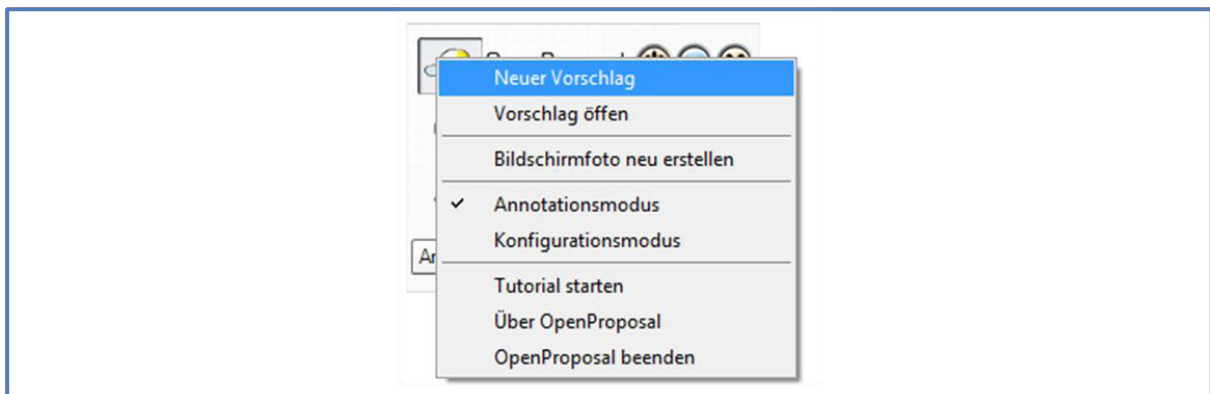 Neuer Vorschlag
Vorschlag öffen
Bildschirmfoto neu erstellen
Annotationsmodus
Konfigurationsmodus
Tutorial starten
Über OpenProposal
OpenProposal beenden